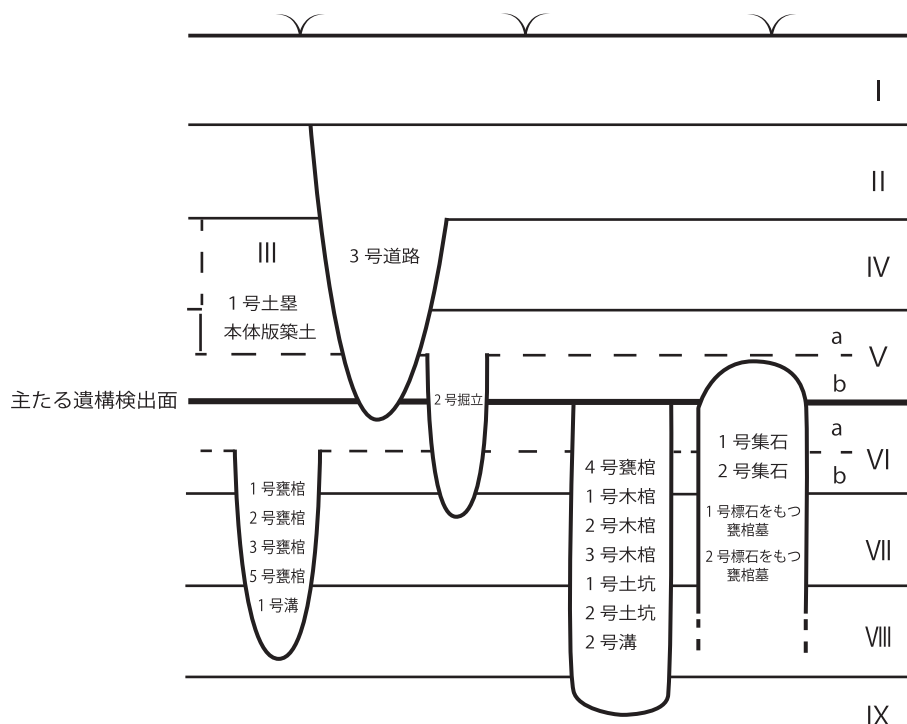 Ⅰ
Ⅱ
Ⅲ
3 号道路
Ⅳ
1 号土塁
本体版築土
a
Ⅴ
b
主たる遺構検出面
2 号掘立
a
Ⅵ
b
1 号甕棺
2 号甕棺
3 号甕棺
5 号甕棺
1 号溝
4 号甕棺
1 号木棺
2 号木棺
3 号木棺
1 号土坑
2 号土坑
2 号溝
1 号集石
2 号集石
1 号標石をもつ
甕棺墓
2 号標石をもつ
甕棺墓
Ⅶ
Ⅷ
Ⅸ